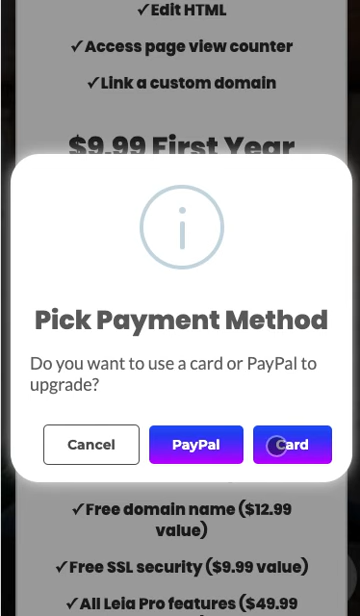 ✓Edit HTML
✓Access page view counter
✓Link a custom domain
$9.99 First Year
i
Pick Payment Method
Do you want to use a card or PayPal to
upgrade?
Cancel
PayPal
Card
✓Free domain name ($12.99
value)
✓Free SSL security ($9.99 value)
✓All Leia Pro features ($49.99